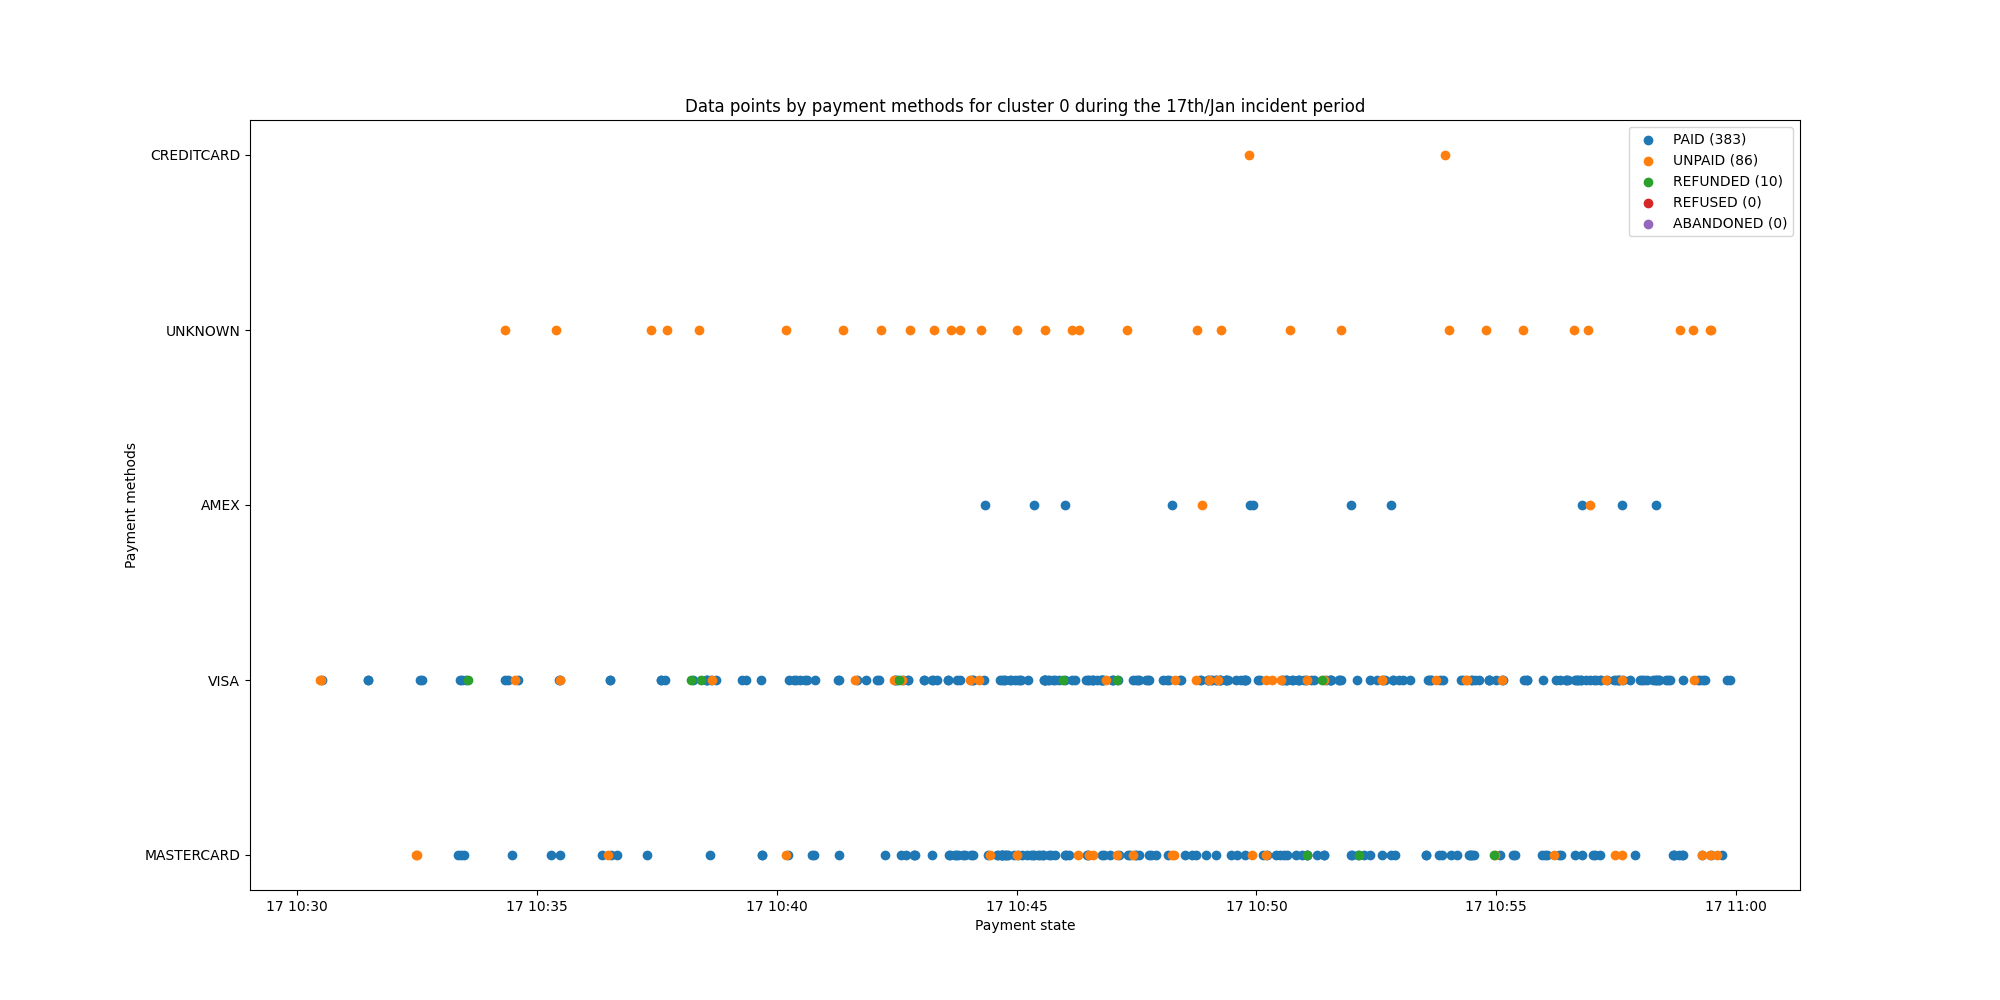 Data points by payment methods for cluster 0 during the 17th/Jan incident period
CREDITCARD
UNKNOWN
AMEX
VISA
MASTERCARD
Payment methods
PAID (383)
UNPAID (86)
REFUNDED (10)
REFUSED (0)
ABANDONED (0)
17 10:30 17 10:35 17 10:40 17 10:45 17 10:50 17 10:55 17 11:00
Payment state